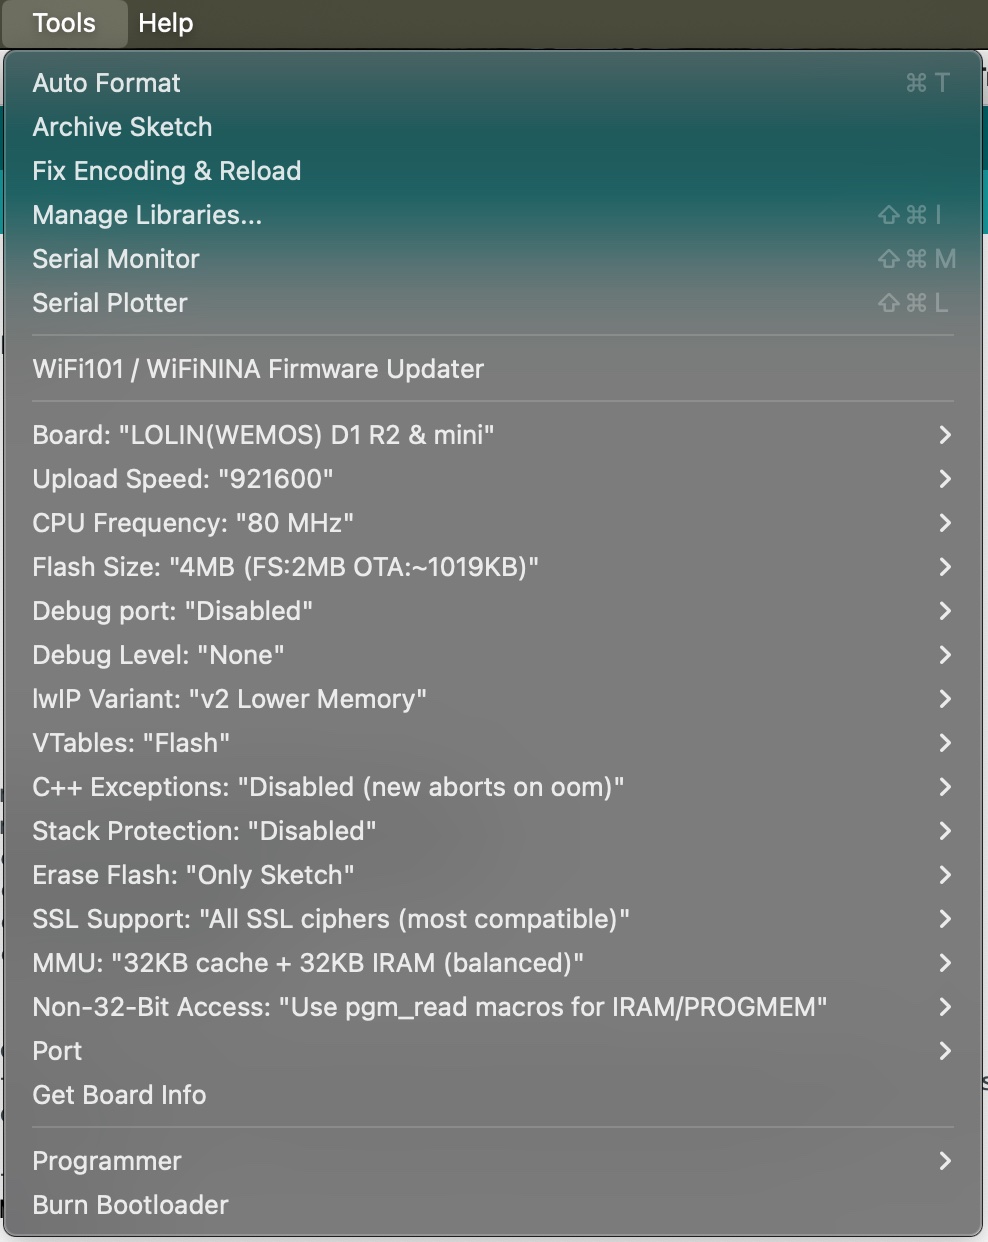 Tools Help
Auto Format ⌘ T
Archive Sketch
Fix Encoding & Reload
Manage Libraries... ⇧ ⌘ I
Serial Monitor ⇧ ⌘ M
Serial Plotter ⇧ ⌘ L
WiFi101 / WiFiNINA Firmware Updater
Board: "LOLIN(WEMOS) D1 R2 & mini"
Upload Speed: "921600"
CPU Frequency: "80 MHz"
Flash Size: "4MB (FS:2MB OTA:~1019KB)"
Debug port: "Disabled"
Debug Level: "None"
lwIP Variant: "v2 Lower Memory"
VTables: "Flash"
C++ Exceptions: "Disabled (new aborts on oom)"
Stack Protection: "Disabled"
Erase Flash: "Only Sketch"
SSL Support: "All SSL ciphers (most compatible)"
MMU: "32KB cache + 32KB IRAM (balanced)"
Non-32-Bit Access: "Use pgm_read macros for IRAM/PROGMEM"
Port
Get Board Info
Programmer
Burn Bootloader